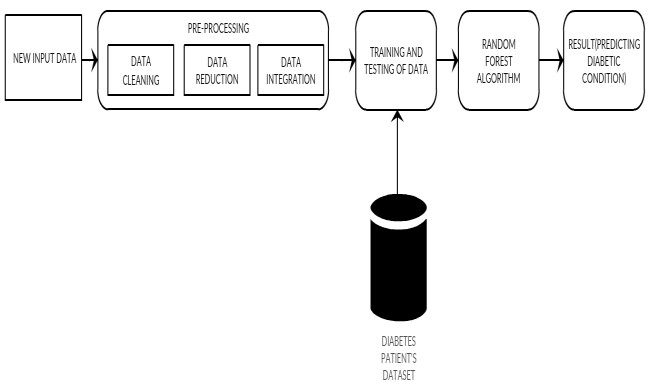 NEW INPUT DATA
PRE-PROCESSING
DATA
CLEANING
DATA
REDUCTION
DATA
INTEGRATION
TRAINING AND
TESTING OF DATA
RANDOM
FOREST
ALGORITHM
RESULT(PREDICTING
DIABETIC
CONDITION)
DIABETES
PATIENT'S
DATASET